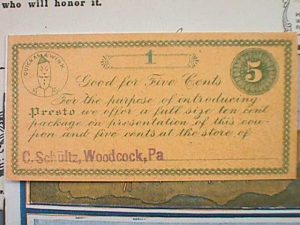 who will honor it.
1
Good for Five Cents
5
For the purpose of introducing
Presto we offer a full size ten cent
package on presentation of this cou-
pon and five cents at the store of
C. Schultz, Woodcock, Pa